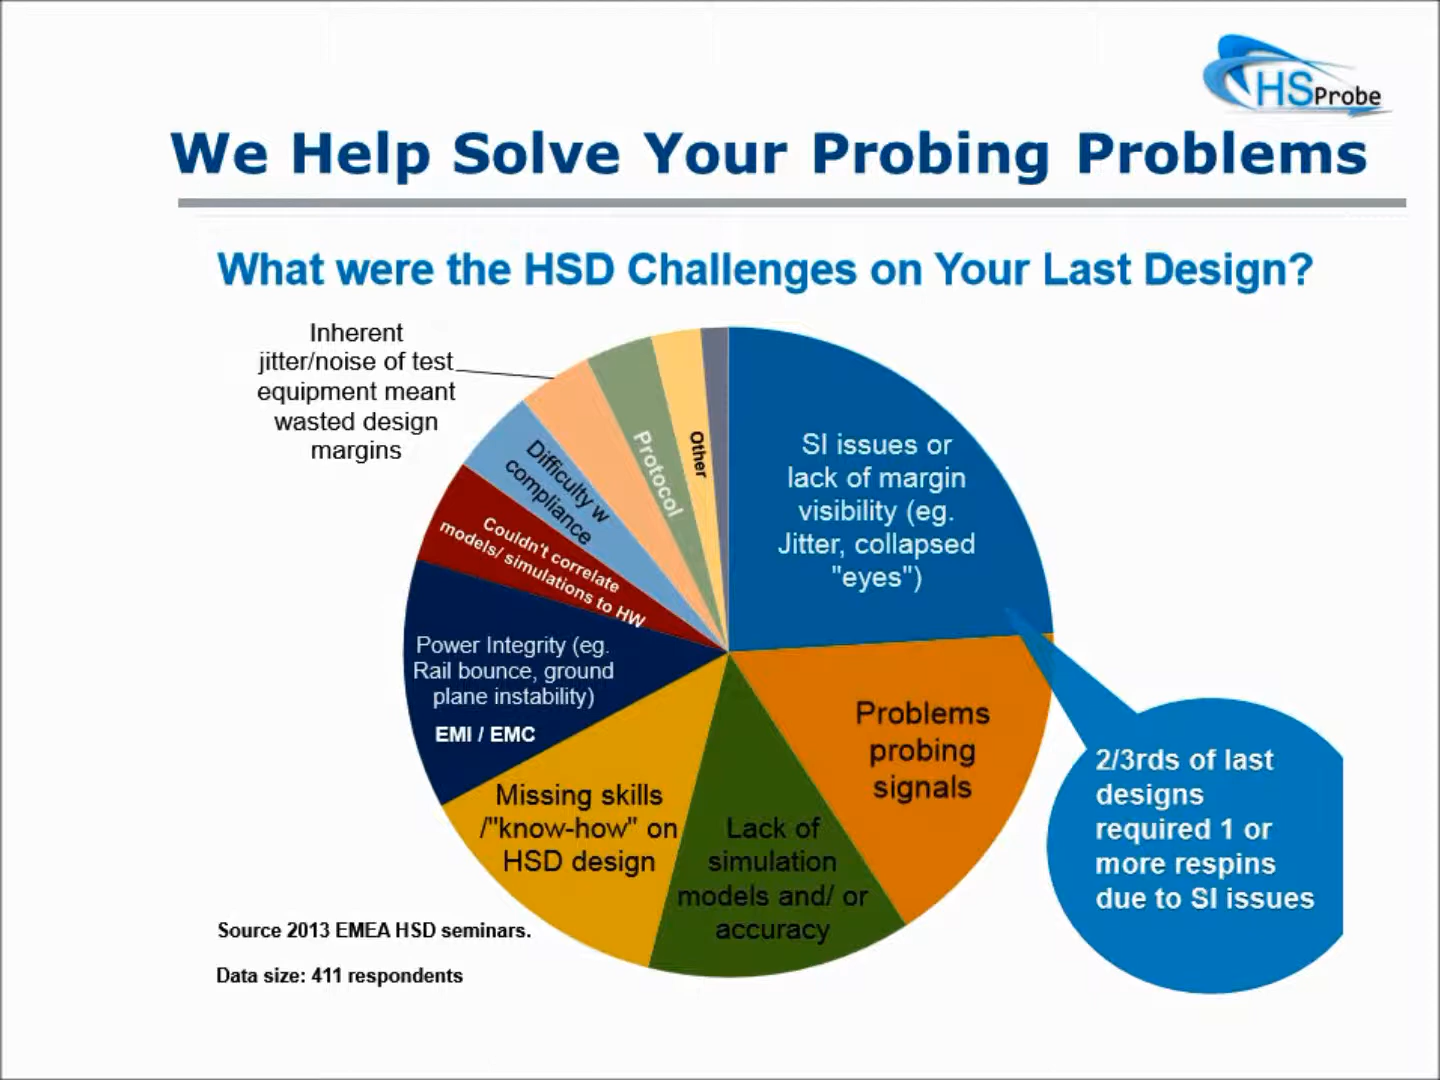 HSProbe
We Help Solve Your Probing Problems
What were the HSD Challenges on Your Last Design?
Inherent
jitter/noise of test
equipment meant
wasted design
margins
Difficulty w
compliance
Protocol
Other
SI issues or
lack of margin
visibility (eg.
Jitter, collapsed
"eyes")
Couldn't correlate
models/ simulations to HW
Power Integrity (eg.
Rail bounce, ground
plane instability)
EMI / EMC
Problems
probing
signals
Missing skills
/"know-how" on
HSD design
Lack of
simulation
models and/ or
accuracy
2/3rds of last
designs
required 1 or
more respins
due to SI issues
Source 2013 EMEA HSD seminars.
Data size: 411 respondents